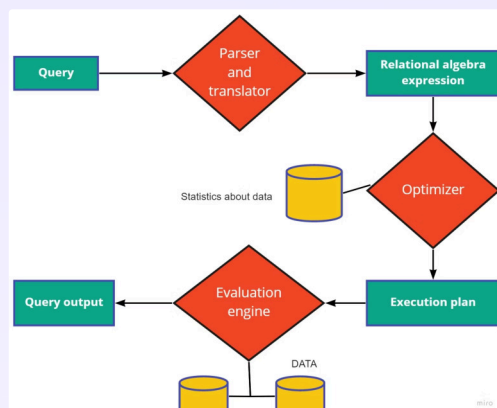 Query
Parser
and
translator
Relational algebra
expression
Statistics about data
Optimizer
Query output
Evaluation
engine
Execution plan
DATA
miro